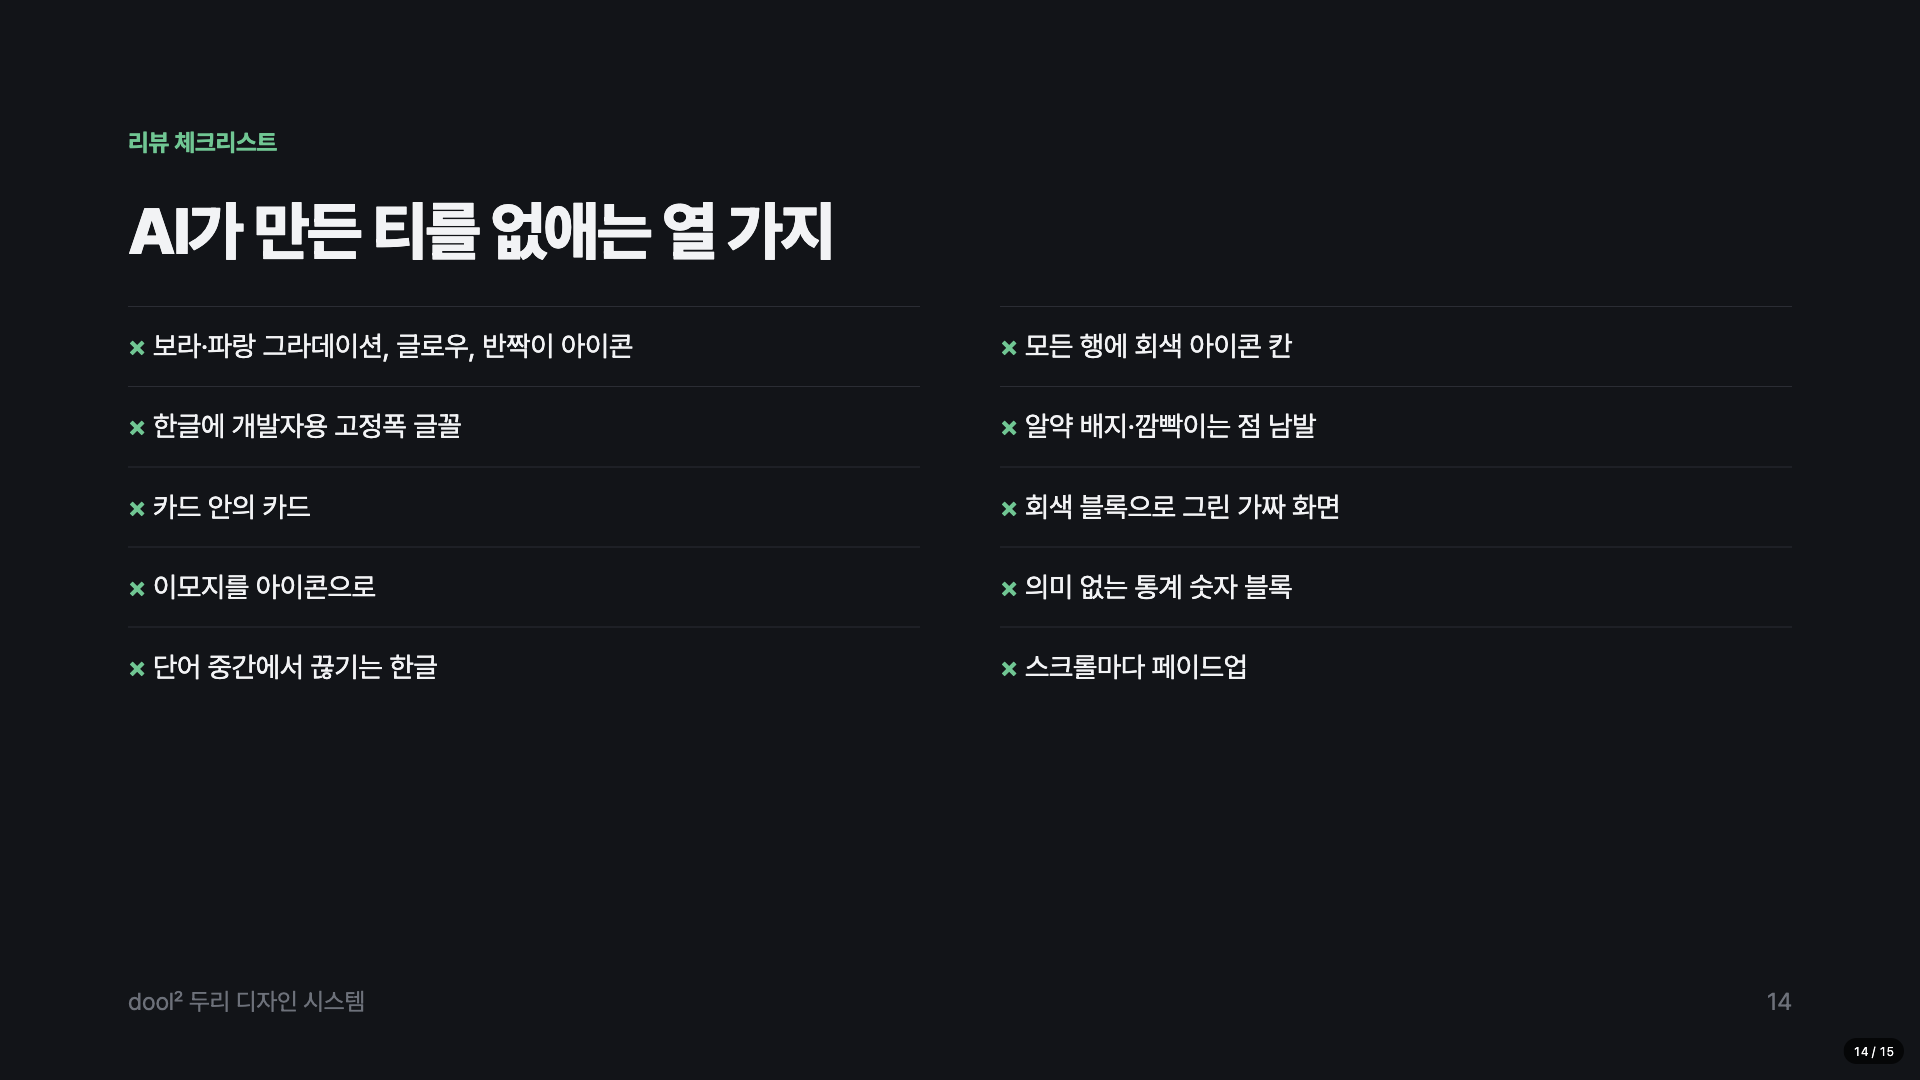 리뷰 체크리스트
AI가 만든 티를 없애는 열 가지
× 보라·파랑 그라데이션, 글로우, 반짝이 아이콘
× 한글에 개발자용 고정폭 글꼴
× 카드 안의 카드
× 이모지를 아이콘으로
× 단어 중간에서 끊기는 한글
× 모든 행에 회색 아이콘 칸
× 알약 배지·깜빡이는 점 남발
× 회색 블록으로 그린 가짜 화면
× 의미 없는 통계 숫자 블록
× 스크롤마다 페이드업
dool² 두리 디자인 시스템
14
14 / 15